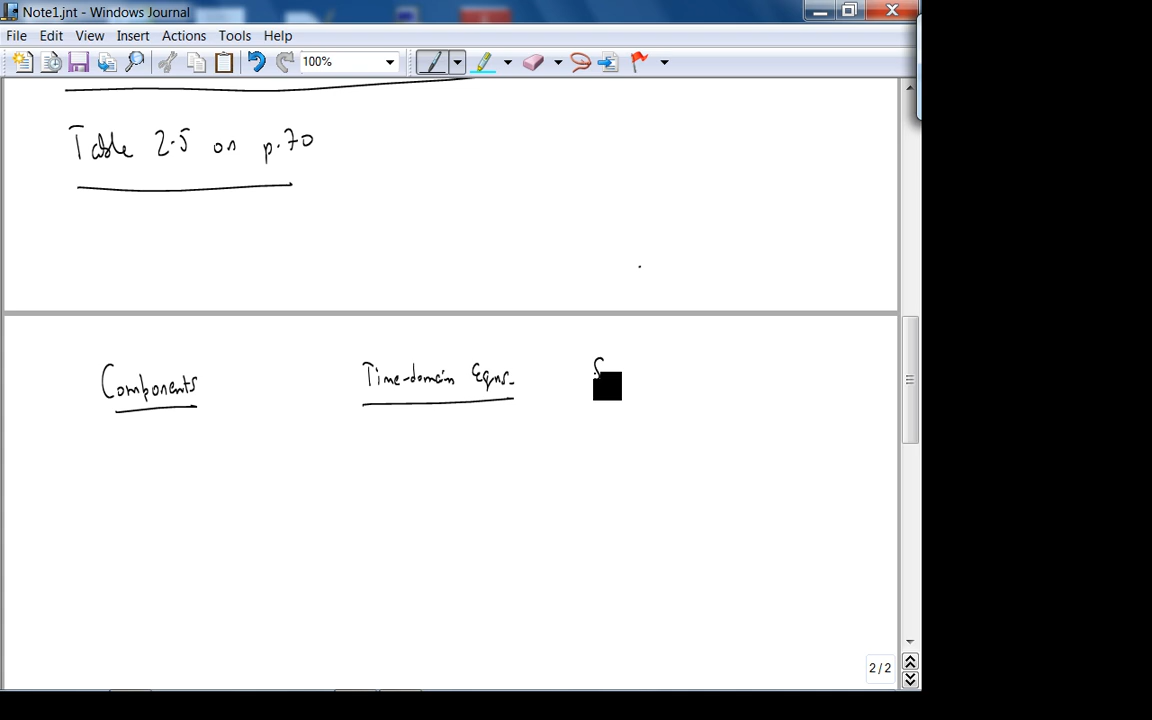 Note1.jnt - Windows Journal
File Edit View Insert Actions Tools Help
100%
Table 2.5 on p.70
Components Time-domain Eqns. S
2/2